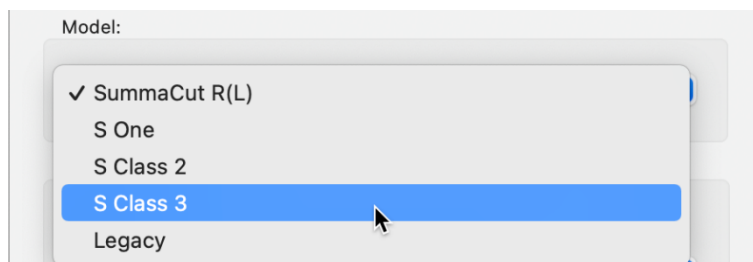 Model:
✓ SummaCut R(L)
S One
S Class 2
S Class 3
Legacy